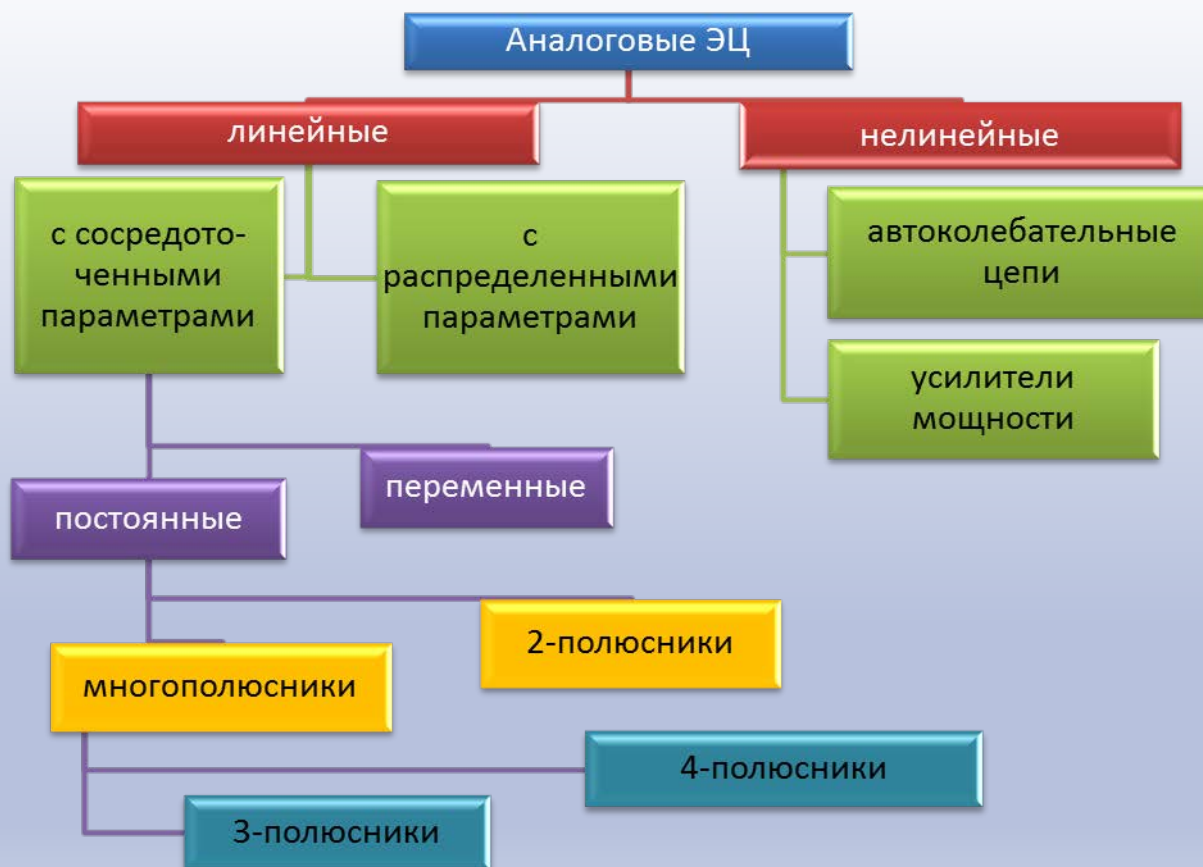 Аналоговые ЭЦ
линейные
нелинейные
с сосредото-
ченными
параметрами
с
распределенными
параметрами
автоколебательные
цепи
усилители
мощности
переменные
постоянные
2-полюсники
многополюсники
4-полюсники
3-полюсники